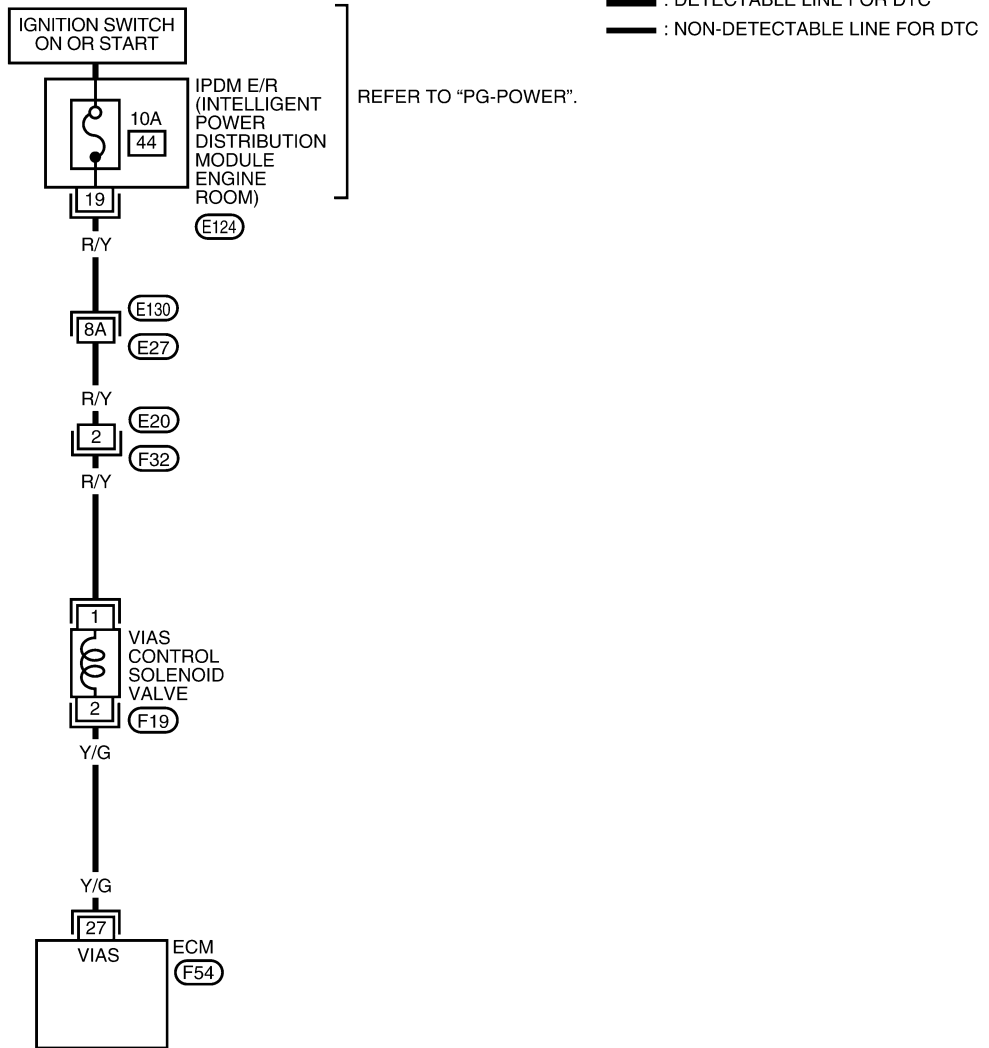 : DETECTABLE LINE FOR DTC
: NON-DETECTABLE LINE FOR DTC
IGNITION SWITCH
ON OR START
IPDM E/R
(INTELLIGENT
POWER
DISTRIBUTION
MODULE
ENGINE
ROOM)
REFER TO “PG-POWER”.
10A
44
19
E124
R/Y
E130
8A
E27
R/Y
E20
2
F32
R/Y
1
VIAS
CONTROL
SOLENOID
VALVE
2
F19
Y/G
Y/G
27
VIAS
ECM
F54